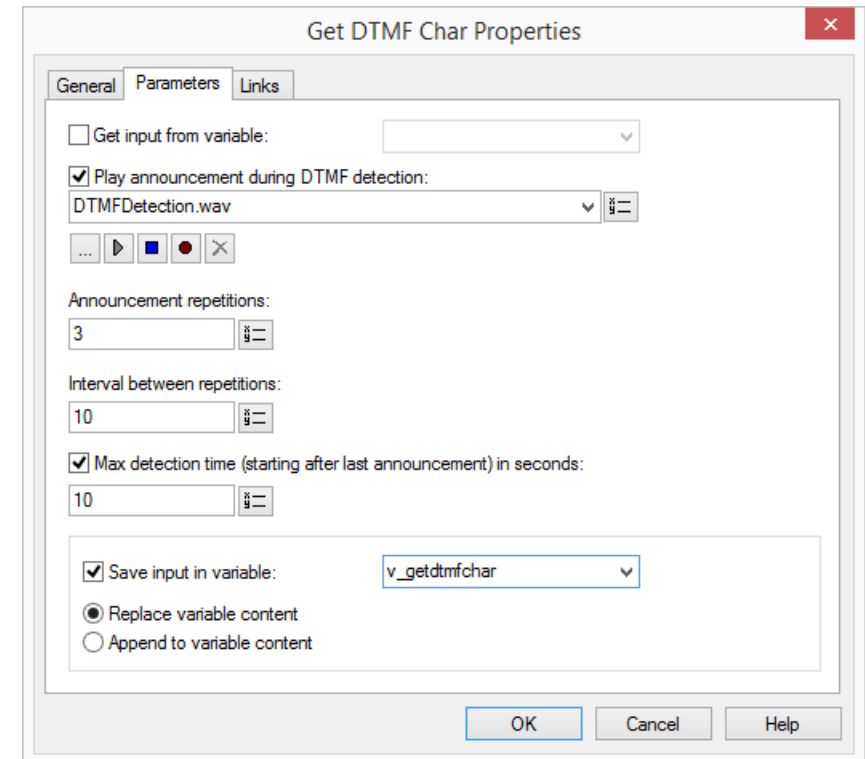 Get DTMF Char Properties
General Parameters Links
Get input from variable:
Play announcement during DTMF detection:
DTMFDetection.wav
...
Announcement repetitions:
3
Interval between repetitions:
10
Max detection time (starting after last announcement) in seconds:
10
Save input in variable: v_getdtmfchar
Replace variable content
Append to variable content
OK Cancel Help